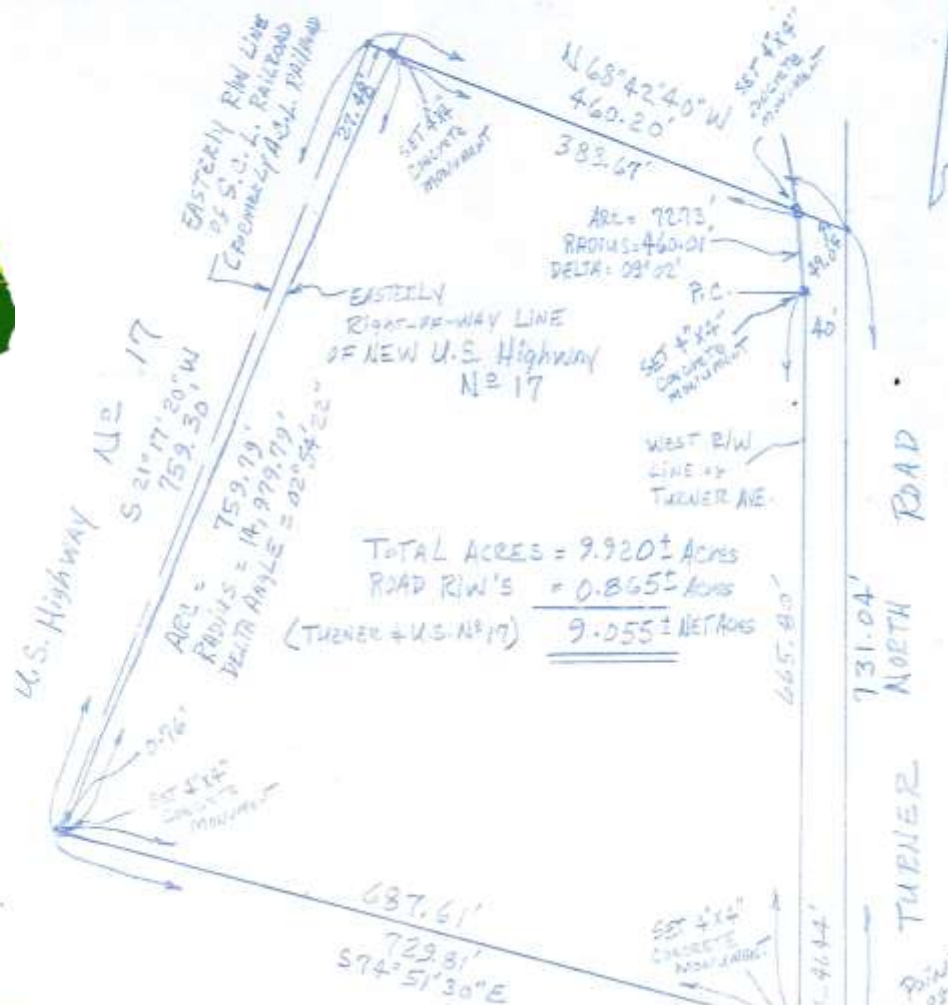 EASTERLY R/W LINE
OF S.C.L. RAILROAD
(FORMERLY A.C.L. RAILROAD
27.48'
SET 4"X4"
CONCRETE
MONUMENT
N 68° 42' 40" W
460.20'
383.67'
SET 4"X4"
CONCRETE
MONUMENT
ARC = 72.73'
RADIUS = 460.01'
DELTA = 09° 02'
P.C.
49.05'
40'
SET 4"X4"
CONCRETE
MONUMENT
EASTERLY
RIGHT-OF-WAY LINE
OF NEW U.S. Highway
No 17
U.S. Highway No 17
S 21° 17' 20" W
759.30'
ARC = 759.79'
RADIUS = 14,979.79'
DELTA ANGLE = 02° 54' 22"
WEST R/W
LINE OF
TURNER AVE.
TOTAL ACRES = 9.920± Acres
ROAD R/W'S = 0.865± Acres
(TURNER & U.S. No 17) 9.055± NET Acres
665.80'
731.04'
TURNER NORTH ROAD
0.76'
SET 4"X4"
CONCRETE
MONUMENT
687.61'
729.81'
S 74° 51' 30" E
SET 4"X4"
CONCRETE
MONUMENT